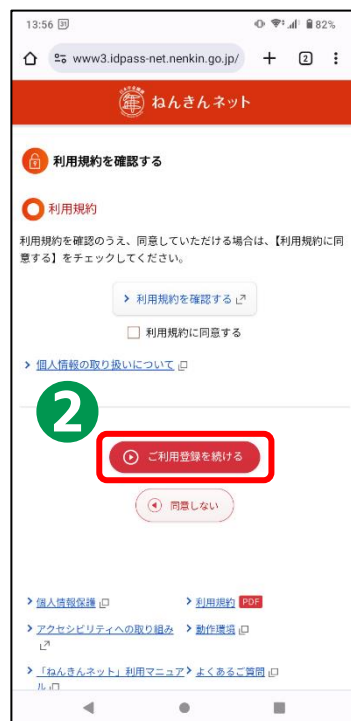 13:56 31 82%
www3.idpass-net.nenkin.go.jp/ 2
ねんきんネット
利用規約を確認する
利用規約
利用規約を確認のうえ、同意していただける場合は、【利用規約に同
意する】をチェックしてください。
利用規約を確認する
利用規約に同意する
個人情報の取り扱いについて
2
ご利用登録を続ける
同意しない
個人情報保護 利用規約 PDF
アクセシビリティへの取り組み 動作環境
「ねんきんネット」利用マニュア よくあるご質問
ル